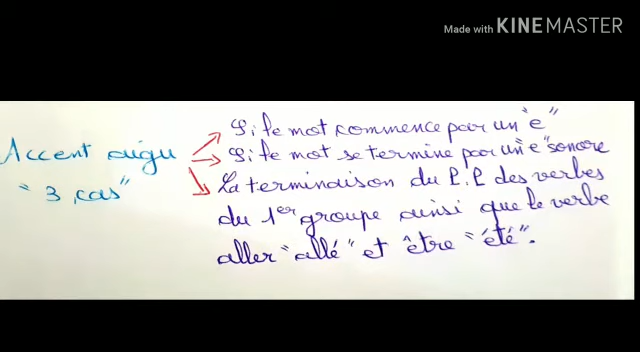 Made with KINEMASTER
Accent aigu
"3 cas"
Si le mot commence par un "e"
Si le mot se termine par un "e" sonore
La terminaison du P.P des verbes
du 1er groupe ainsi que le verbe
aller "allé" et être "été".